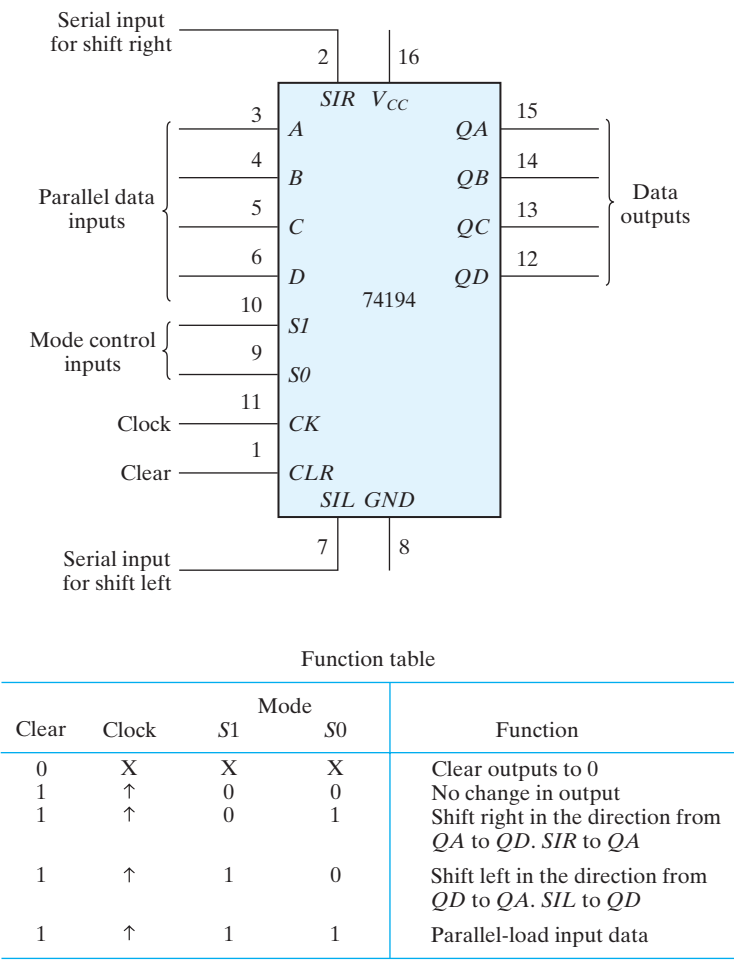 Serial input
for shift right
2
16
SIR VCC
3
A
QA
15
4
B
QB
14
Parallel data
inputs
Data
outputs
5
C
QC
13
6
D
QD
12
74194
10
S1
Mode control
inputs
9
S0
11
Clock
CK
1
Clear
CLR
SIL GND
7
8
Serial input
for shift left
Function table
Mode
Clear Clock S1 S0 Function
0 X X X Clear outputs to 0
1 ↑ 0 0 No change in output
1 ↑ 0 1 Shift right in the direction from
QA to QD. SIR to QA
1 ↑ 1 0 Shift left in the direction from
QD to QA. SIL to QD
1 ↑ 1 1 Parallel-load input data